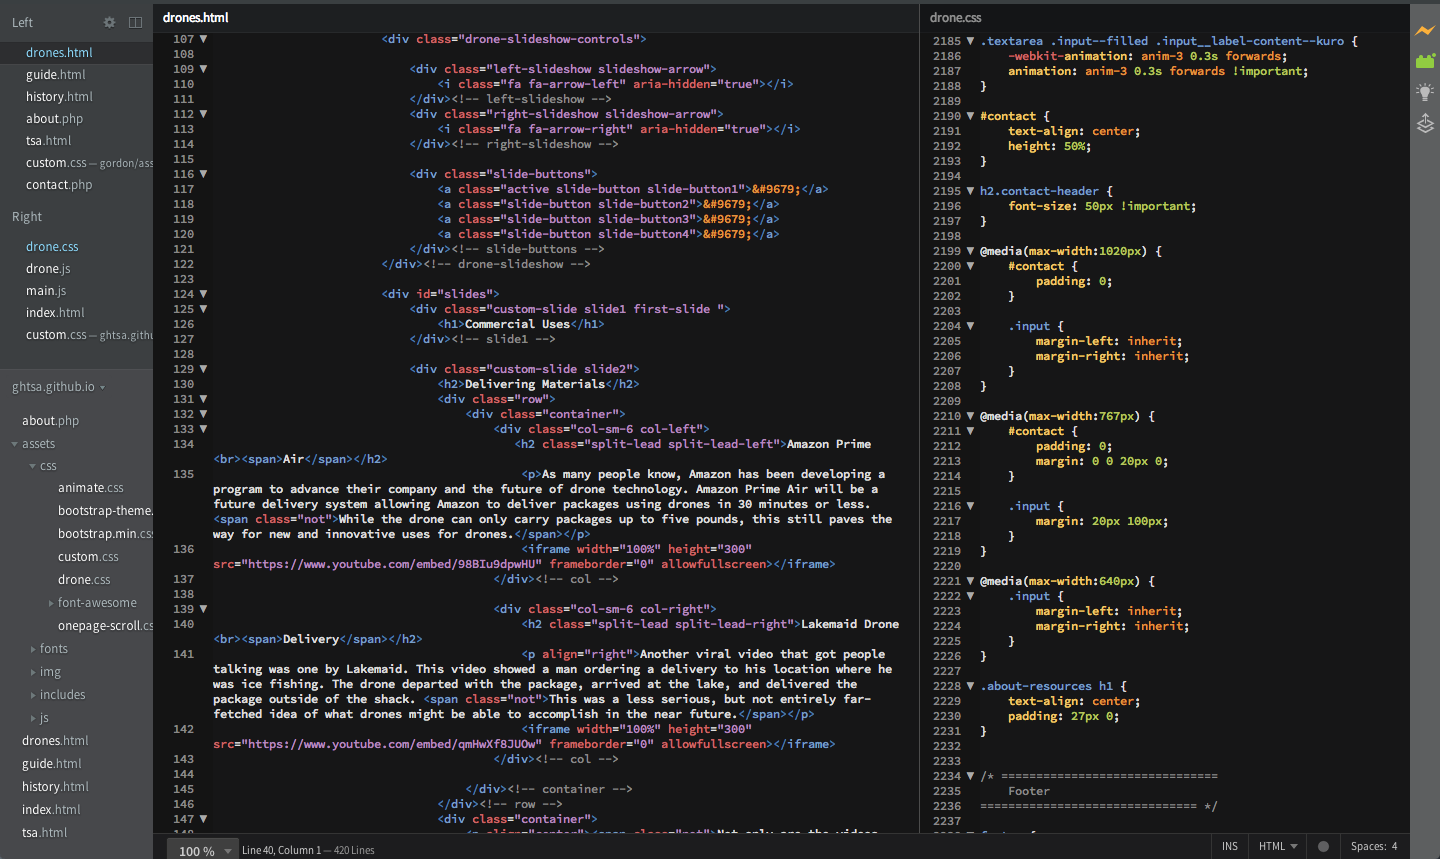 Left
drones.html
guide.html
history.html
about.php
tsa.html
custom.css — gordon/ass
contact.php
Right
drone.css
drone.js
main.js
index.html
custom.css — ghtsa.githu
ghtsa.github.io
about.php
assets
css
animate.css
bootstrap-theme.
bootstrap.min.cs
custom.css
drone.css
font-awesome
onepage-scroll.cs
fonts
img
includes
js
drones.html
guide.html
history.html
index.html
tsa.html
drones.html
107 ▼ <div class="drone-slideshow-controls">
108
109 ▼ <div class="left-slideshow slideshow-arrow">
110 <i class="fa fa-arrow-left" aria-hidden="true"></i>
111 </div><!-- left-slideshow -->
112 ▼ <div class="right-slideshow slideshow-arrow">
113 <i class="fa fa-arrow-right" aria-hidden="true"></i>
114 </div><!-- right-slideshow -->
115
116 ▼ <div class="slide-buttons">
117 <a class="active slide-button slide-button1">&#9679;</a>
118 <a class="slide-button slide-button2">&#9679;</a>
119 <a class="slide-button slide-button3">&#9679;</a>
120 <a class="slide-button slide-button4">&#9679;</a>
121 </div><!-- slide-buttons -->
122 </div><!-- drone-slideshow -->
123
124 ▼ <div id="slides">
125 ▼ <div class="custom-slide slide1 first-slide ">
126 <h1>Commercial Uses</h1>
127 </div><!-- slide1 -->
128
129 ▼ <div class="custom-slide slide2">
130 <h2>Delivering Materials</h2>
131 ▼ <div class="row">
132 ▼ <div class="container">
133 ▼ <div class="col-sm-6 col-left">
134 <h2 class="split-lead split-lead-left">Amazon Prime
<br><span>Air</span></h2>
135 <p>As many people know, Amazon has been developing a
program to advance their company and the future of drone technology. Amazon Prime Air will be a
future delivery system allowing Amazon to deliver packages using drones in 30 minutes or less.
<span class="not">While the drone can only carry packages up to five pounds, this still paves the
way for new and innovative uses for drones.</span></p>
136 <iframe width="100%" height="300"
src="https://www.youtube.com/embed/98BIu9dpwHU" frameborder="0" allowfullscreen></iframe>
137 </div><!-- col -->
138
139 ▼ <div class="col-sm-6 col-right">
140 <h2 class="split-lead split-lead-right">Lakemaid Drone
<br><span>Delivery</span></h2>
141 <p align="right">Another viral video that got people
talking was one by Lakemaid. This video showed a man ordering a delivery to his location where he
was ice fishing. The drone departed with the package, arrived at the lake, and delivered the
package outside of the shack. <span class="not">This was a less serious, but not entirely far-
fetched idea of what drones might be able to accomplish in the near future.</span></p>
142 <iframe width="100%" height="300"
src="https://www.youtube.com/embed/qmHwXf8JUOw" frameborder="0" allowfullscreen></iframe>
143 </div><!-- col -->
144
145 </div><!-- container -->
146 </div><!-- row -->
147 ▼ <div class="container">
drone.css
2185 ▼ .textarea .input--filled .input__label-content--kuro {
2186 -webkit-animation: anim-3 0.3s forwards;
2187 animation: anim-3 0.3s forwards !important;
2188 }
2189
2190 ▼ #contact {
2191 text-align: center;
2192 height: 50%;
2193 }
2194
2195 ▼ h2.contact-header {
2196 font-size: 50px !important;
2197 }
2198
2199 ▼ @media(max-width:1020px) {
2200 ▼ #contact {
2201 padding: 0;
2202 }
2203
2204 ▼ .input {
2205 margin-left: inherit;
2206 margin-right: inherit;
2207 }
2208 }
2209
2210 ▼ @media(max-width:767px) {
2211 ▼ #contact {
2212 padding: 0;
2213 margin: 0 0 20px 0;
2214 }
2215
2216 ▼ .input {
2217 margin: 20px 100px;
2218 }
2219 }
2220
2221 ▼ @media(max-width:640px) {
2222 ▼ .input {
2223 margin-left: inherit;
2224 margin-right: inherit;
2225 }
2226 }
2227
2228 ▼ .about-resources h1 {
2229 text-align: center;
2230 padding: 27px 0;
2231 }
2232
2233
2234 ▼ /* ===============================
2235 Footer
2236 =============================== */
2237
100 %
Line 40, Column 1 — 420 Lines
INS
HTML
Spaces: 4